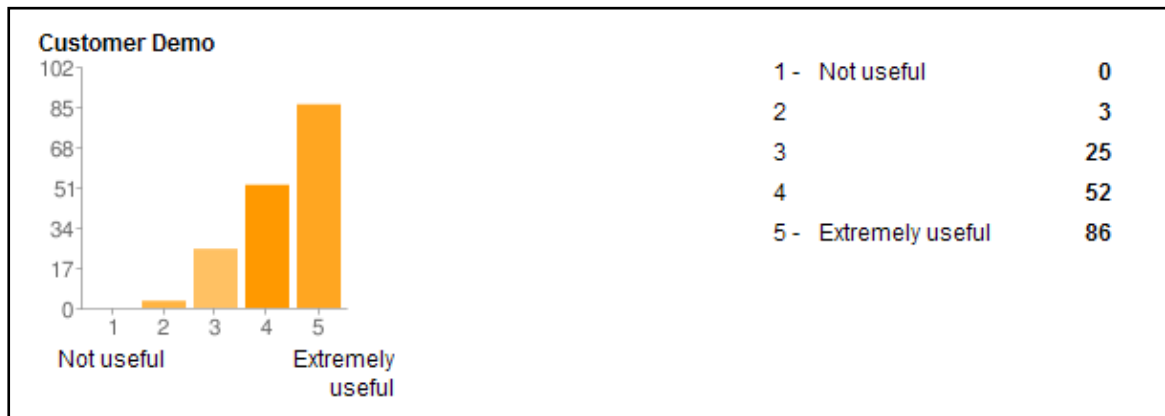 Customer Demo
102
85
68
51
34
17
0
1 2 3 4 5
Not useful Extremely
useful
1 - Not useful 0
2 3
3 25
4 52
5 - Extremely useful 86